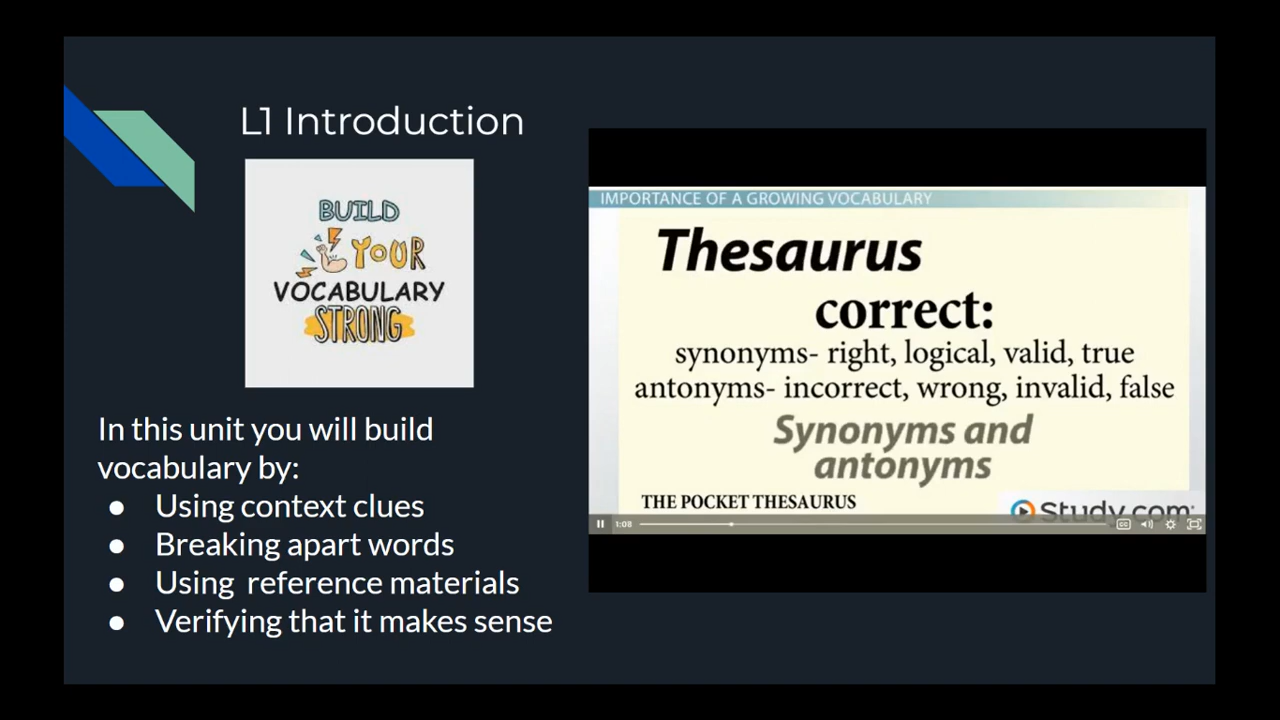 L1 Introduction
BUILD
YOUR
VOCABULARY
STRONG
In this unit you will build
vocabulary by:
● Using context clues
● Breaking apart words
● Using reference materials
● Verifying that it makes sense
IMPORTANCE OF A GROWING VOCABULARY
Thesaurus
correct:
synonyms- right, logical, valid, true
antonyms- incorrect, wrong, invalid, false
Synonyms and
antonyms
THE POCKET THESAURUS
Study.com
1:08
CC